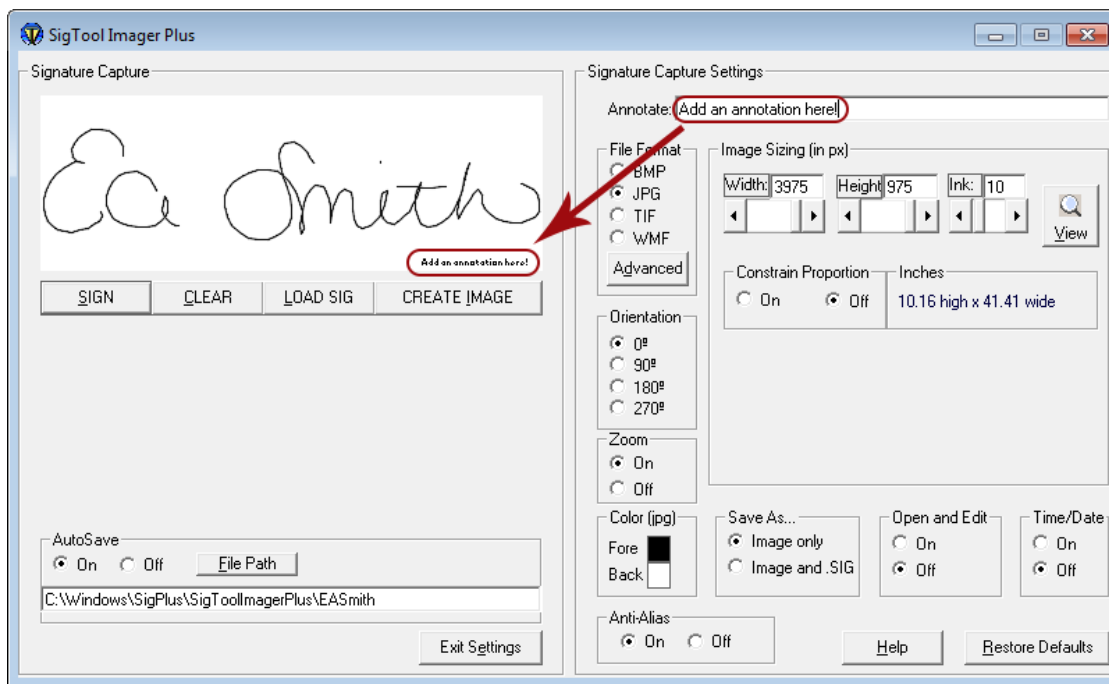 SigTool Imager Plus
Signature Capture
Ea Smith
Add an annotation here!
SIGN CLEAR LOAD SIG CREATE IMAGE
AutoSave
On Off File Path
C:\Windows\SigPlus\SigToolImagerPlus\EASmith
Exit Settings
Signature Capture Settings
Annotate: Add an annotation here!
File Format
BMP
JPG
TIF
WMF
Advanced
Image Sizing (in px)
Width: 3975 Height 975 Ink: 10
View
Constrain Proportion
On Off
Inches
10.16 high x 41.41 wide
Orientation
0º
90º
180º
270º
Zoom
On
Off
Color (jpg)
Fore
Back
Save As...
Image only
Image and .SIG
Open and Edit
On
Off
Time/Date
On
Off
Anti-Alias
On Off
Help
Restore Defaults